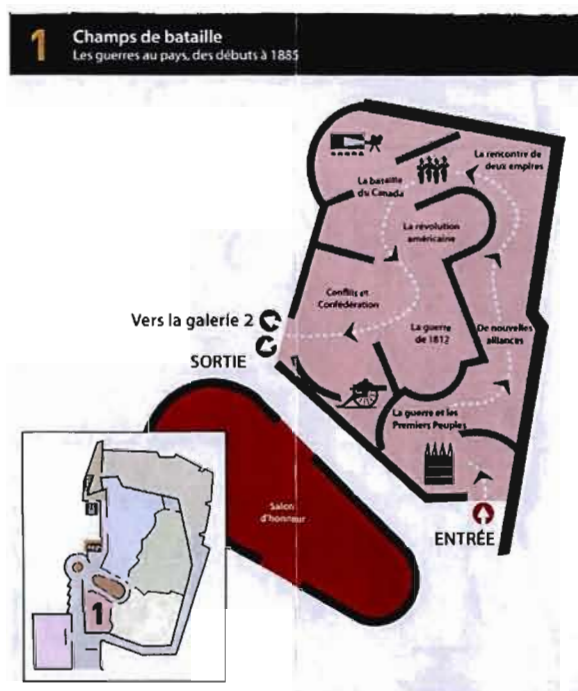 1
Champs de bataille
Les guerres au pays, des débuts à 1885
La rencontre de
deux empires
La bataille
du Canada
La révolution
américaine
Conflits et
Confédération
Vers la galerie 2
SORTIE
La guerre
de 1812
De nouvelles
alliances
La guerre et les
Premiers Peuples
Salon
d'honneur
ENTRÉE
1